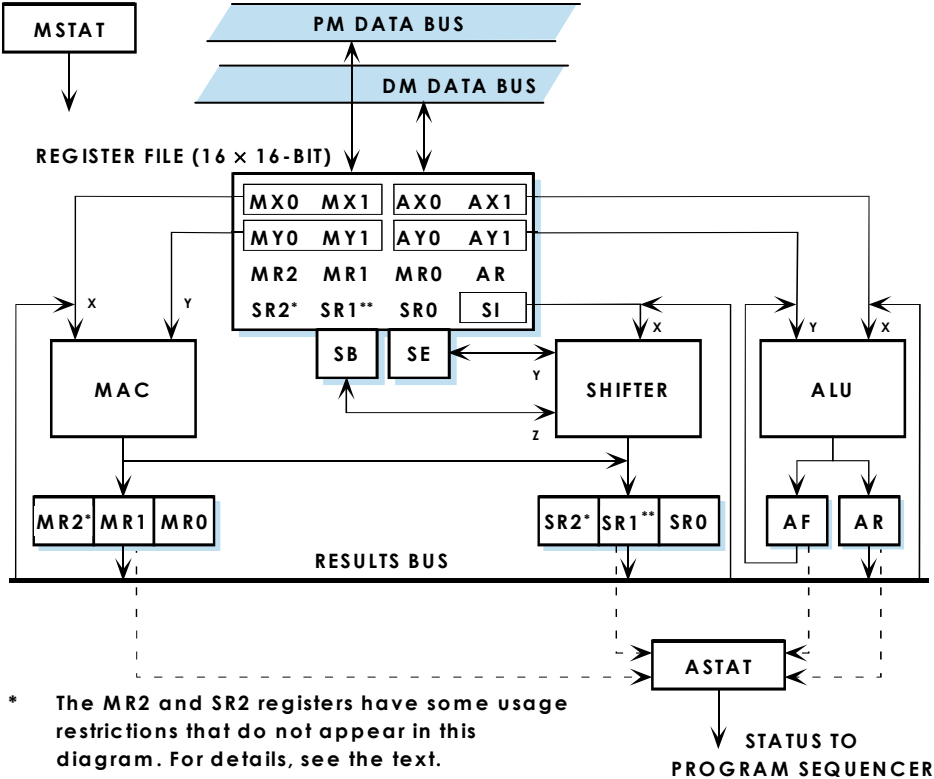 MSTAT
PM DATA BUS
DM DATA BUS
REGISTER FILE (16 × 16-BIT)
MX0 MX1 AX0 AX1
MY0 MY1 AY0 AY1
MR2 MR1 MR0 AR
SR2* SR1** SR0 SI
X Y X Y X
SB SE
MAC SHIFTER ALU
Y
Z
MR2* MR1 MR0 SR2* SR1** SR0 AF AR
RESULTS BUS
ASTAT
* The MR2 and SR2 registers have some usage
restrictions that do not appear in this
diagram. For details, see the text.
STATUS TO
PROGRAM SEQUENCER